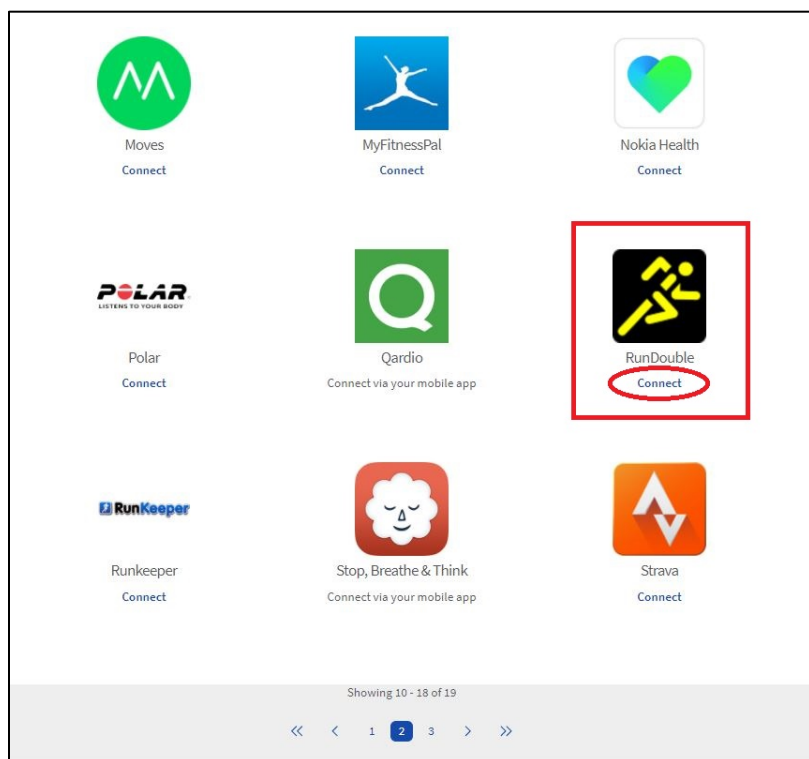 Moves
MyFitnessPal
Nokia Health
Connect
Connect
Connect
POLAR
LISTENS TO YOUR BODY
Polar
Qardio
RunDouble
Connect
Connect via your mobile app
Connect
RunKeeper
Runkeeper
Stop, Breathe & Think
Strava
Connect
Connect via your mobile app
Connect
Showing 10 - 18 of 19
« < 1 2 3 > »